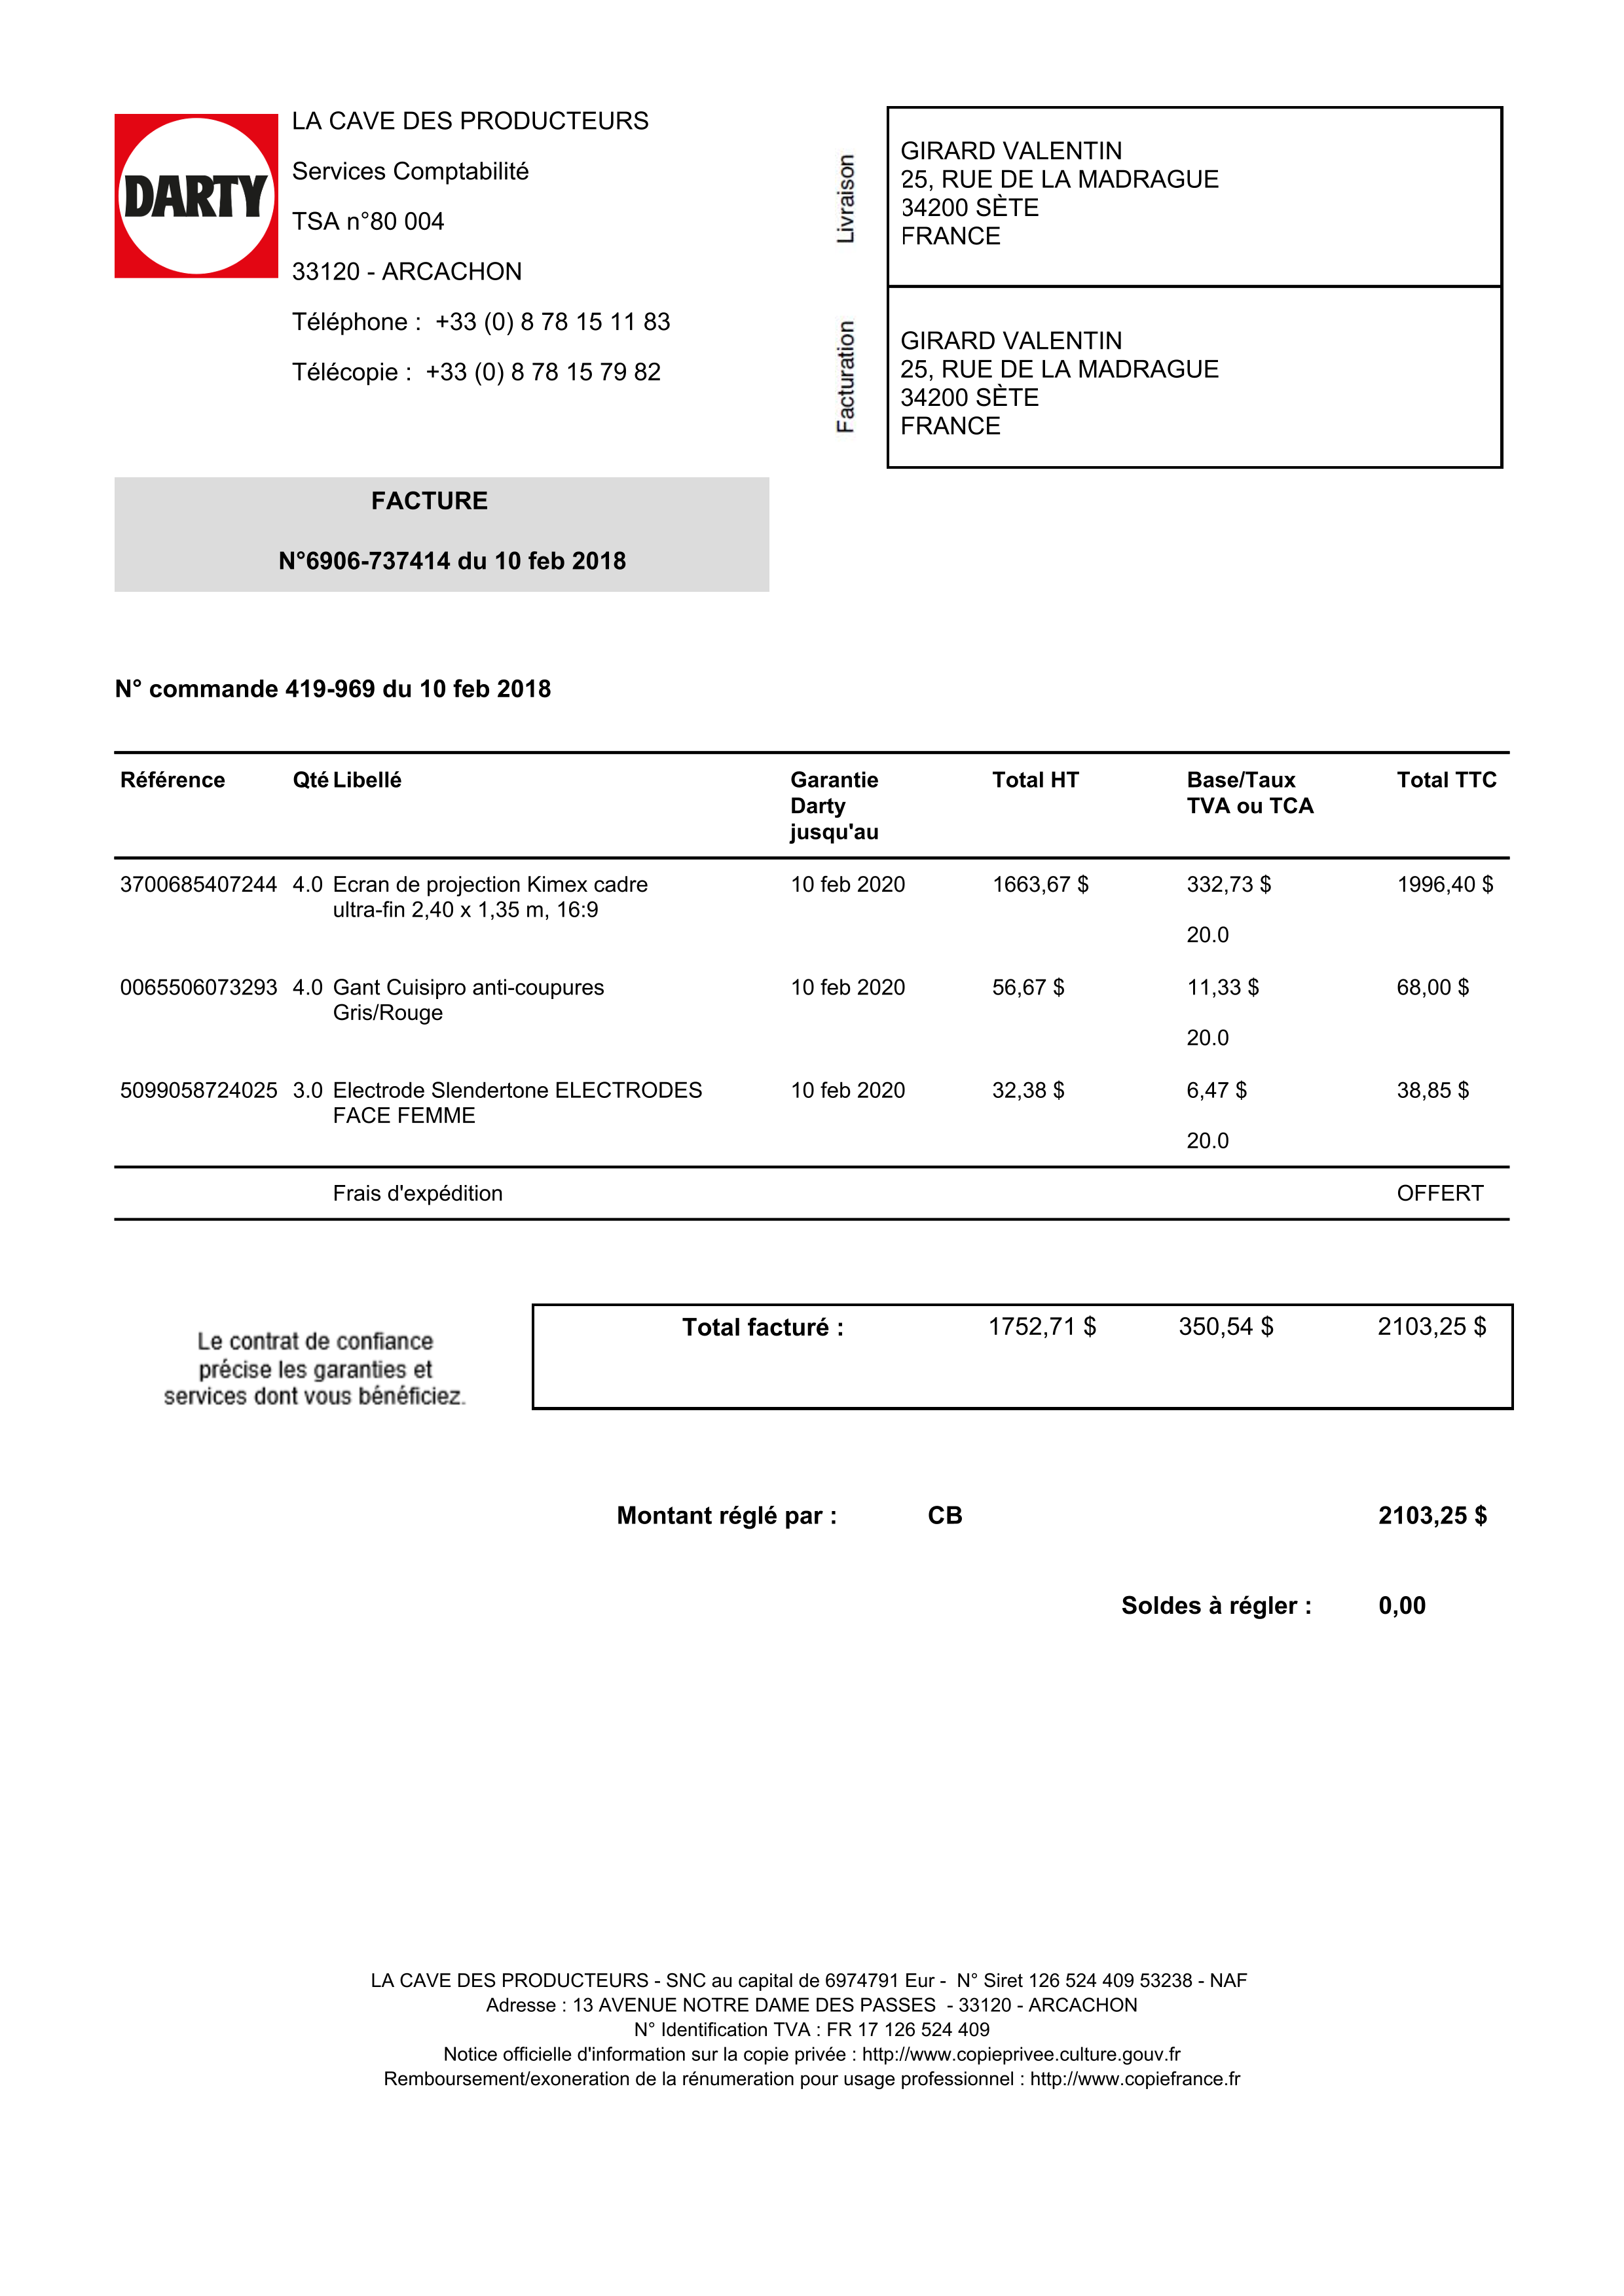 DARTY
LA CAVE DES PRODUCTEURS
Services Comptabilité
TSA n°80 004
33120 - ARCACHON
Téléphone : +33 (0) 8 78 15 11 83
Télécopie : +33 (0) 8 78 15 79 82
Livraison
GIRARD VALENTIN
25, RUE DE LA MADRAGUE
34200 SÈTE
FRANCE
Facturation
GIRARD VALENTIN
25, RUE DE LA MADRAGUE
34200 SÈTE
FRANCE
FACTURE
N°6906-737414 du 10 feb 2018
N° commande 419-969 du 10 feb 2018
Référence Qté Libellé Garantie Total HT Base/Taux Total TTC
Darty TVA ou TCA
jusqu'au
3700685407244 4.0 Ecran de projection Kimex cadre 10 feb 2020 1663,67 $ 332,73 $ 1996,40 $
ultra-fin 2,40 x 1,35 m, 16:9
20.0
0065506073293 4.0 Gant Cuisipro anti-coupures 10 feb 2020 56,67 $ 11,33 $ 68,00 $
Gris/Rouge
20.0
5099058724025 3.0 Electrode Slendertone ELECTRODES 10 feb 2020 32,38 $ 6,47 $ 38,85 $
FACE FEMME
20.0
Frais d'expédition OFFERT
Total facturé : 1752,71 $ 350,54 $ 2103,25 $
Le contrat de confiance
précise les garanties et
services dont vous bénéficiez.
Montant réglé par : CB 2103,25 $
Soldes à régler : 0,00
LA CAVE DES PRODUCTEURS - SNC au capital de 6974791 Eur - N° Siret 126 524 409 53238 - NAF
Adresse : 13 AVENUE NOTRE DAME DES PASSES - 33120 - ARCACHON
N° Identification TVA : FR 17 126 524 409
Notice officielle d'information sur la copie privée : http://www.copieprivee.culture.gouv.fr
Remboursement/exoneration de la rénumeration pour usage professionnel : http://www.copiefrance.fr